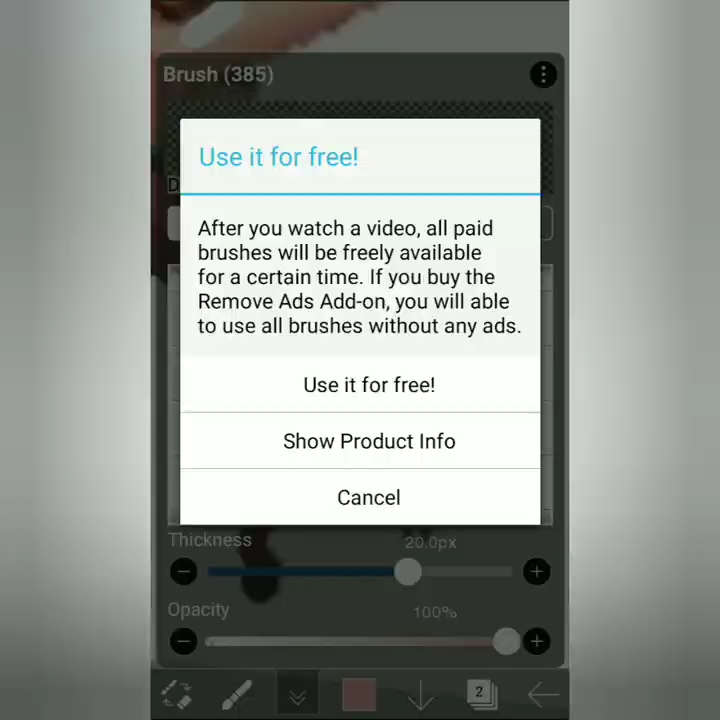 Brush (385)
Use it for free!
After you watch a video, all paid
brushes will be freely available
for a certain time. If you buy the
Remove Ads Add-on, you will able
to use all brushes without any ads.
Use it for free!
Show Product Info
Cancel
Thickness 20.0px
Opacity 100%
2